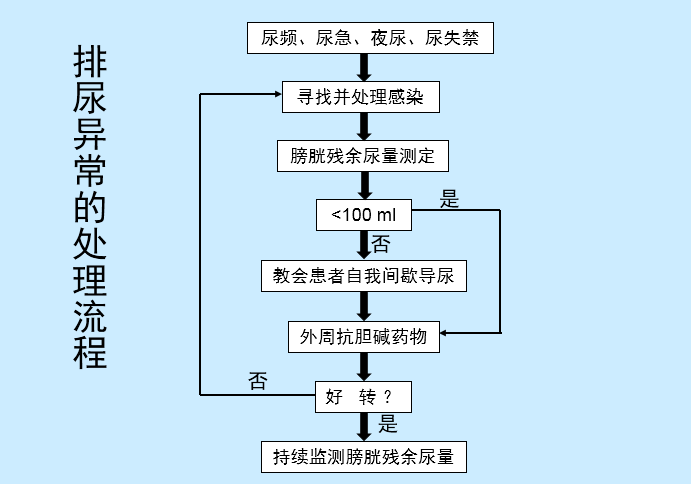 排尿异常的处理流程
尿频、尿急、夜尿、尿失禁
寻找并处理感染
膀胱残余尿量测定
<100 ml
是
否
教会患者自我间歇导尿
外周抗胆碱药物
好 转？
否
是
持续监测膀胱残余尿量